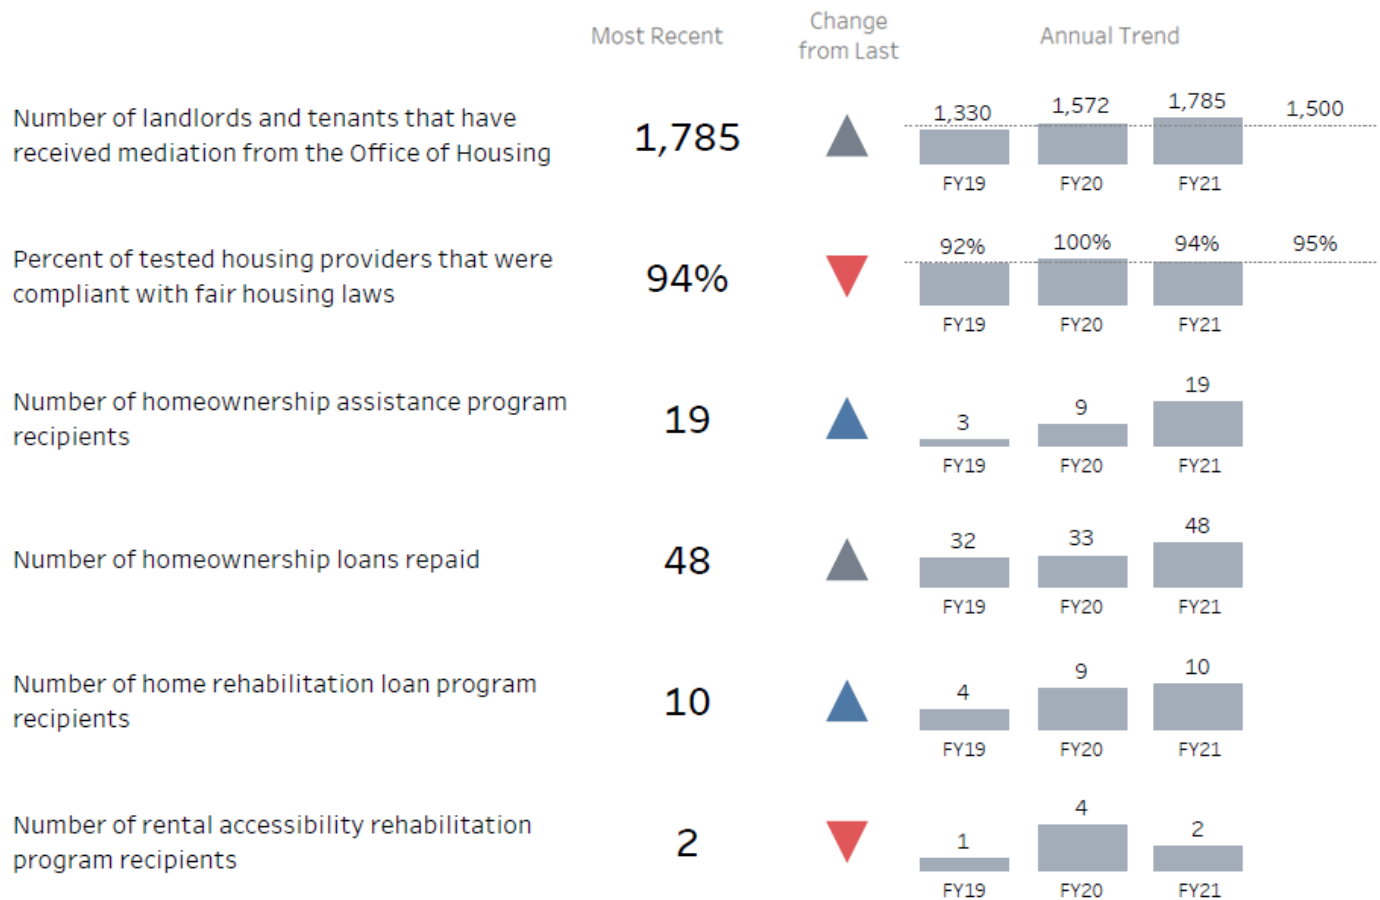 Most Recent
Change
from Last
Annual Trend
Number of landlords and tenants that have
received mediation from the Office of Housing
1,785
1,330 1,572 1,785 1,500
FY19 FY20 FY21
Percent of tested housing providers that were
compliant with fair housing laws
94%
92% 100% 94% 95%
FY19 FY20 FY21
Number of homeownership assistance program
recipients
19
3 9 19
FY19 FY20 FY21
Number of homeownership loans repaid
48
32 33 48
FY19 FY20 FY21
Number of home rehabilitation loan program
recipients
10
4 9 10
FY19 FY20 FY21
Number of rental accessibility rehabilitation
program recipients
2
1 4 2
FY19 FY20 FY21